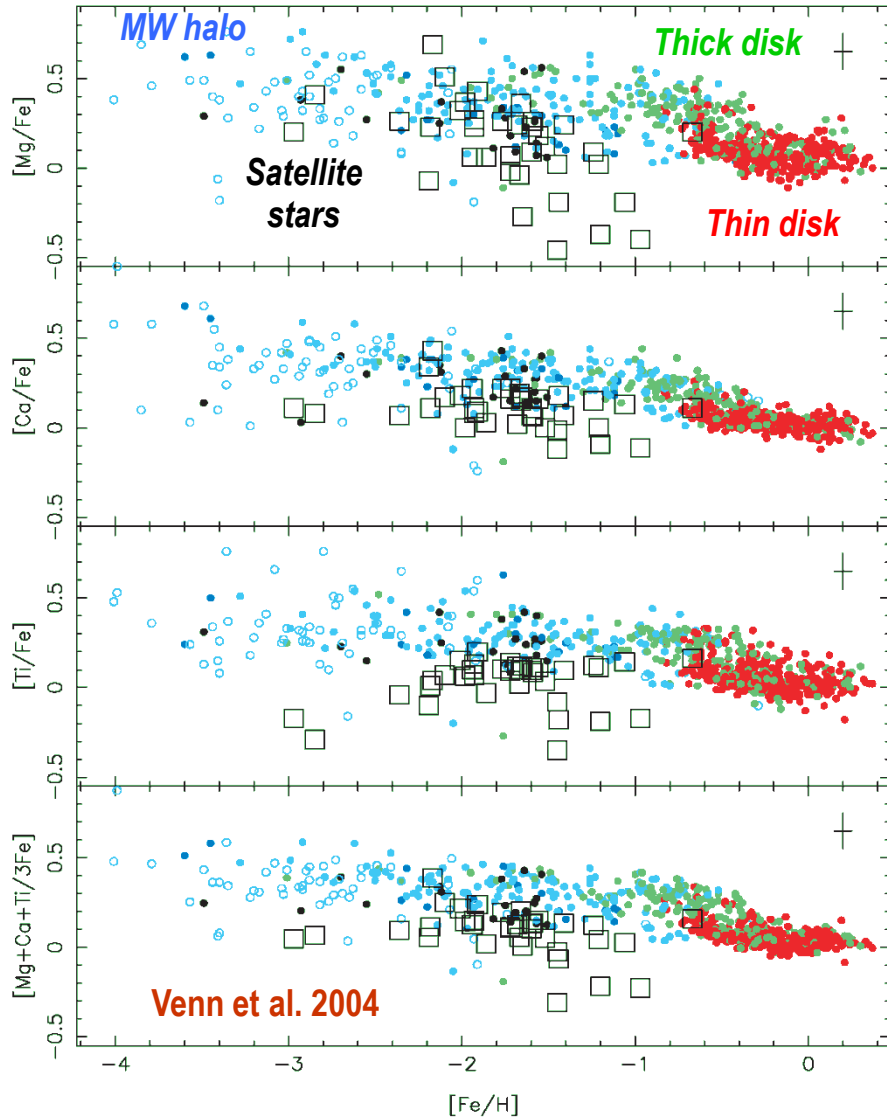 MW halo
Thick disk
Satellite
stars
Thin disk
[Mg/Fe]
0.5
0
−0.5
[Ca/Fe]
0.5
0
−0.5
[Ti/Fe]
0.5
0
−0.5
[Mg+Ca+Ti/3Fe]
0.5
0
−0.5
Venn et al. 2004
−4 −3 −2 −1 0
[Fe/H]